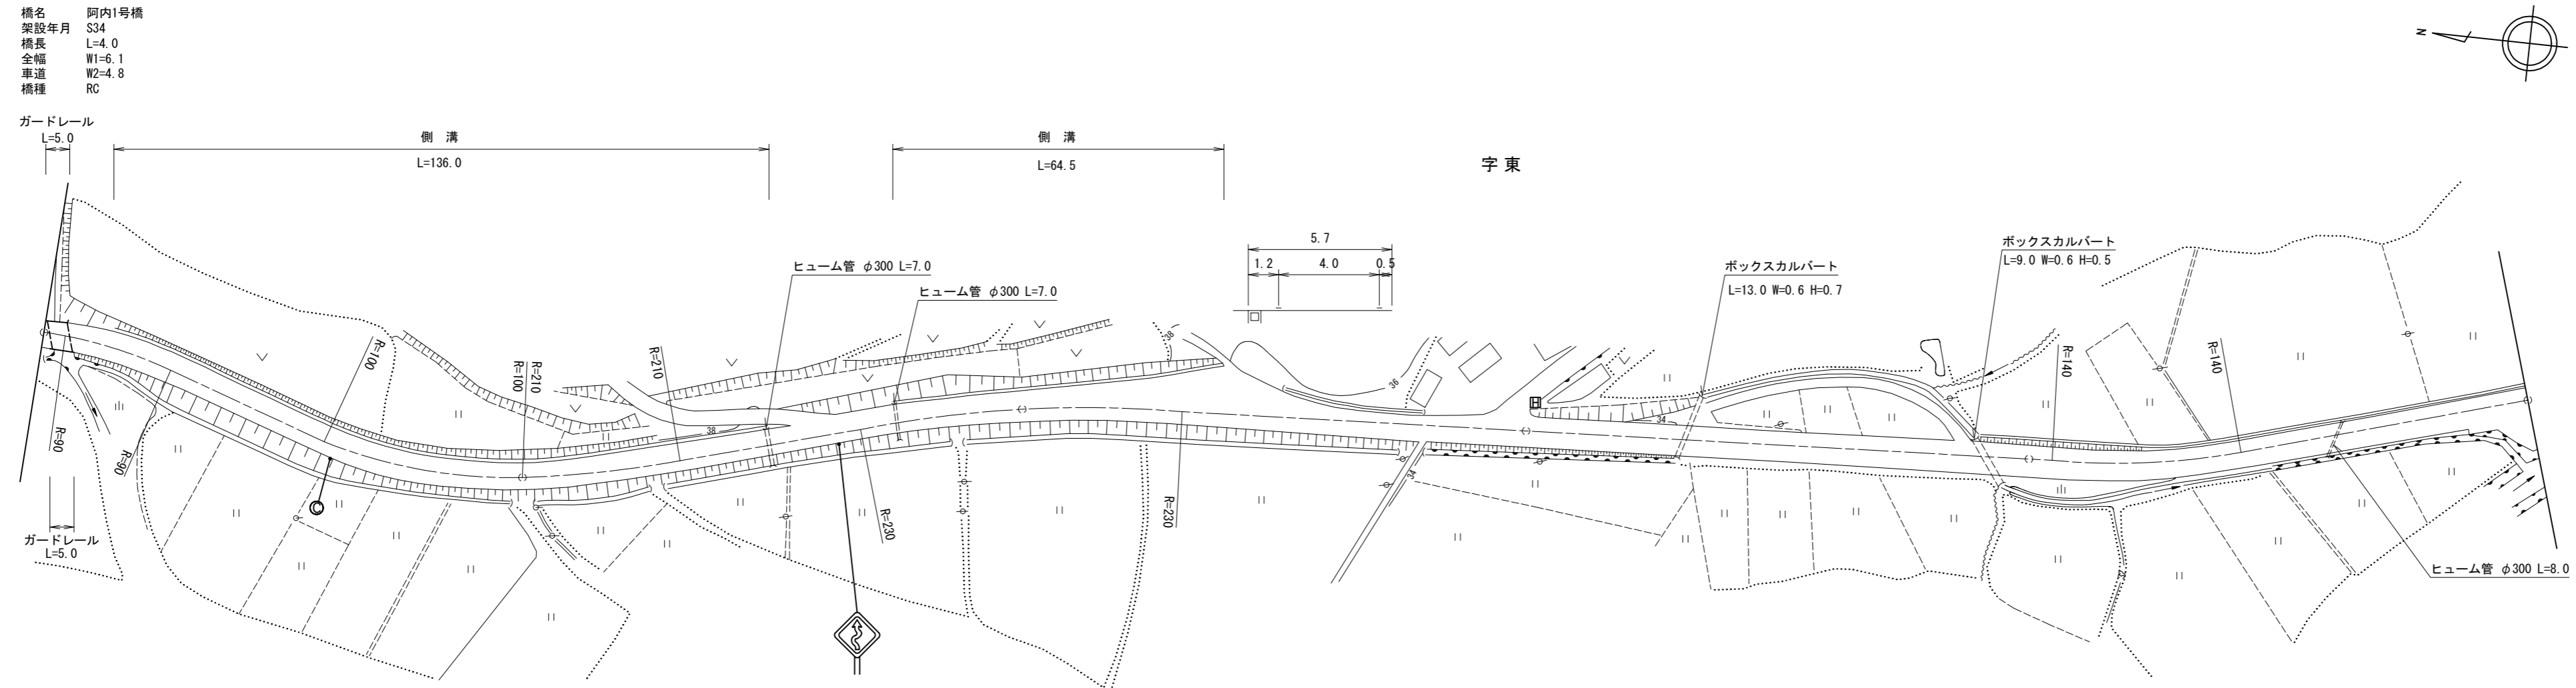 橋名 阿内1号橋
架設年月 S34
橋長 L=4.0
全幅 W1=6.1
車道 W2=4.8
橋種 RC
N
ガードレール
L=5.0
側 溝
L=136.0
側 溝
L=64.5
字 東
5.7
1.2 4.0 0.5
ヒューム管 φ300 L=7.0
ヒューム管 φ300 L=7.0
ボックスカルバート
L=13.0 W=0.6 H=0.7
ボックスカルバート
L=9.0 W=0.6 H=0.5
R=90
R=90
R=100
R=100
R=210
R=210
R=230
R=230
R=140
R=140
38
38
36
34
34
H
C
ガードレール
L=5.0
ヒューム管 φ300 L=8.0